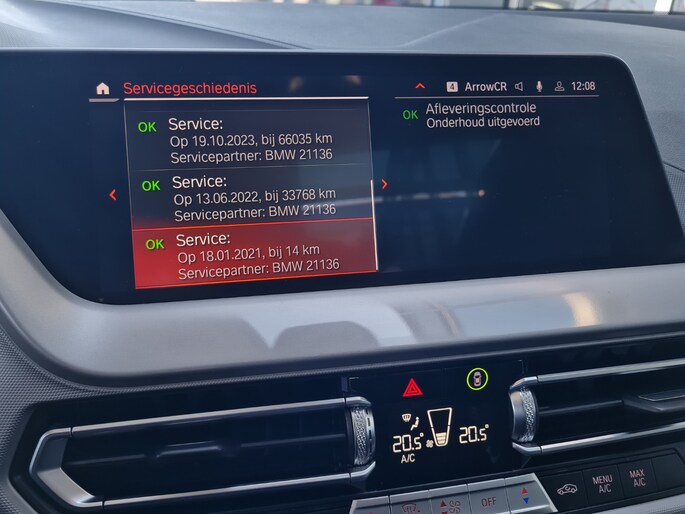 Servicegeschiedenis
4 ArrowCR 12:08
OK Service:
Op 19.10.2023, bij 66035 km
Servicepartner: BMW 21136
OK Service:
Op 13.06.2022, bij 33768 km
Servicepartner: BMW 21136
OK Service:
Op 18.01.2021, bij 14 km
Servicepartner: BMW 21136
OK Afleveringscontrole
Onderhoud uitgevoerd
20.5° 20.5°
A/C
OFF
MENU
A/C
MAX
A/C